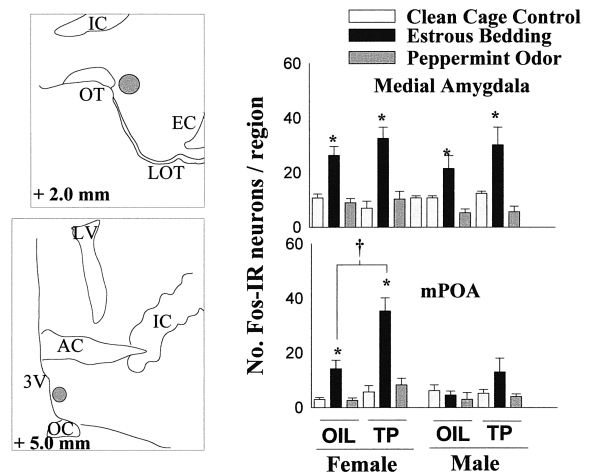 IC
OT
EC
LOT
+ 2.0 mm
LV
IC
AC
3V
OC
+ 5.0 mm
Clean Cage Control
Estrous Bedding
Peppermint Odor
No. Fos-IR neurons / region
60
Medial Amygdala
40
20
0
* * * *
60
†
mPOA
40
20
0
* *
OIL TP OIL TP
Female Male